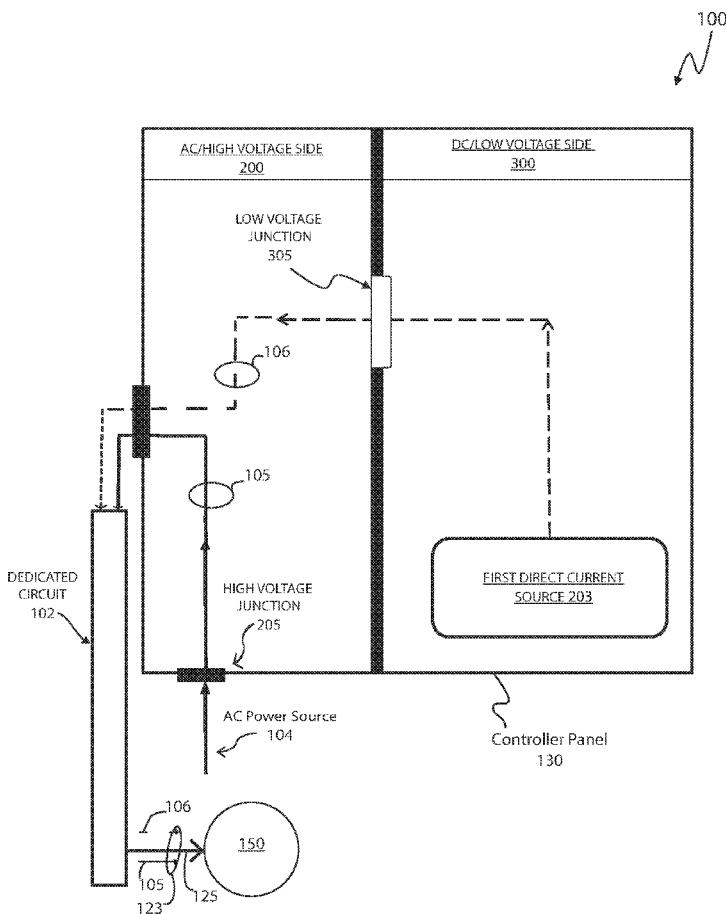 100
AC/HIGH VOLTAGE SIDE
200
DC/LOW VOLTAGE SIDE
300
LOW VOLTAGE
JUNCTION
305
106
105
FIRST DIRECT CURRENT
SOURCE 203
DEDICATED
CIRCUIT
102
HIGH VOLTAGE
JUNCTION
205
AC Power Source
104
Controller Panel
130
106
150
105
125
123